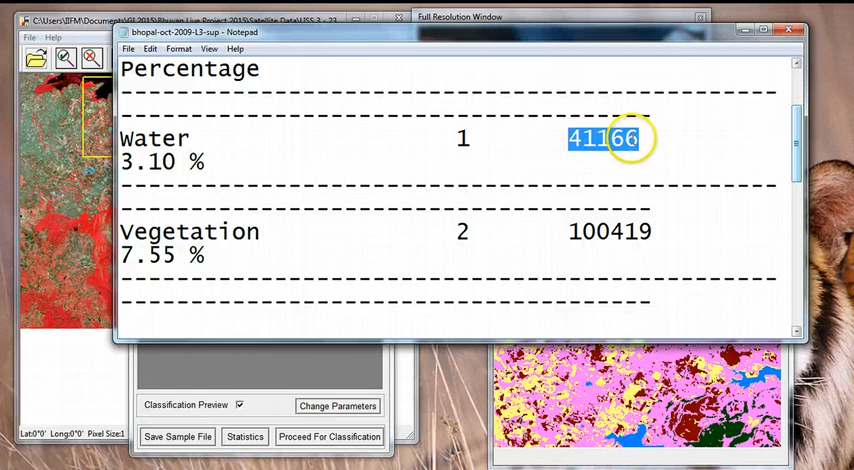 C:\Users\IIFM\Documents\GI 2015\Bhuvan Live Project 2015\Satellite Data\LISS 3 - 23
Full Resolution Window
bhopal-oct-2009-L3-sup - Notepad
File Help
File Edit Format View Help
Percentage
---------------------------------------------------
--------------------------------------
Water 1 41166
3.10 %
---------------------------------------------------
--------------------------------------
Vegetation 2 100419
7.55 %
---------------------------------------------------
--------------------------------------
Classification Preview
Change Parameters
Lat:0°0' Long:0°0' Pixel Size:1
Save Sample File
Statistics
Proceed For Classification